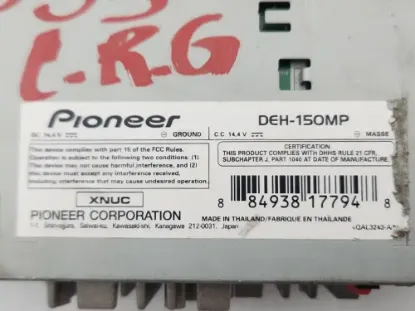 C.R.G
Pioneer
DEH-150MP
DC 14,4 V GROUND
C.C. 14,4 V MASSE
This device complies with part 15 of the FCC Rules.
Operation is subject to the following two conditions: (1)
This device may not cause harmful interference, and (2)
this device must accept any interference received,
including interference that may cause undesired operation.
CERTIFICATION
THIS PRODUCT COMPLIES WITH DHHS RULE 21 CFR,
SUBCHAPTER J, PART 1040 AT DATE OF MANUFACTURE.
XNUC
8 84938 17794 8
PIONEER CORPORATION
MADE IN THAILAND/FABRIQUE EN THAÏLANDE
Saiwai-ku, Kawasaki-shi, Kanagawa 212-0031, Japan